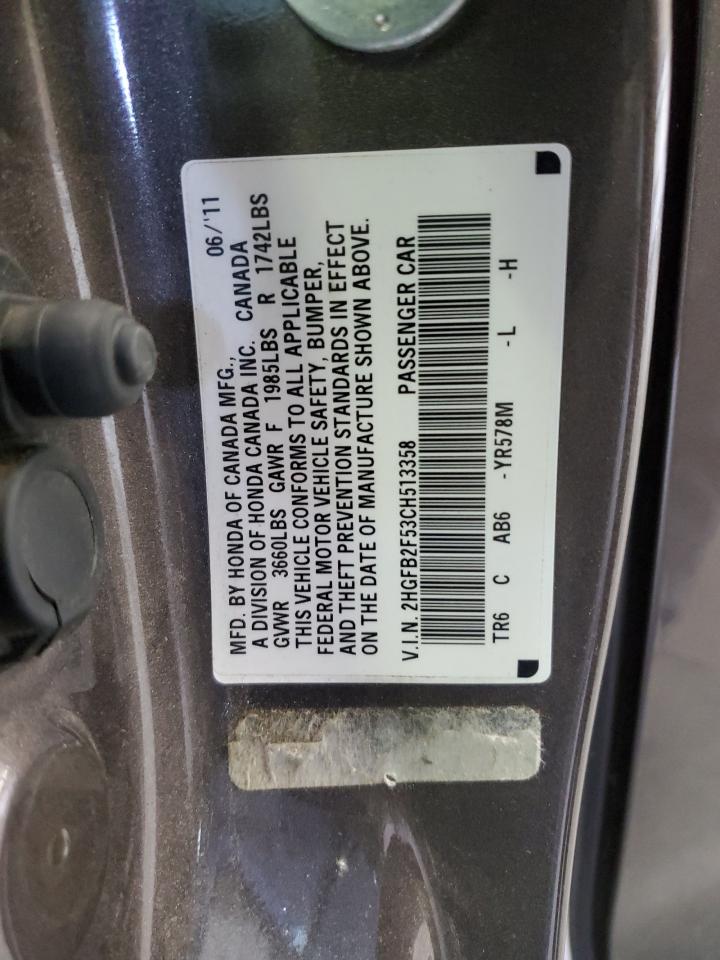 MFD. BY HONDA OF CANADA MFG., 06/'11
A DIVISION OF HONDA CANADA INC. CANADA
GVWR 3660LBS GAWR F 1985LBS R 1742LBS
THIS VEHICLE CONFORMS TO ALL APPLICABLE
FEDERAL MOTOR VEHICLE SAFETY, BUMPER,
AND THEFT PREVENTION STANDARDS IN EFFECT
ON THE DATE OF MANUFACTURE SHOWN ABOVE.
V.I.N. 2HGFB2F53CH513358 PASSENGER CAR
TR6 C AB6 -YR578M -L -H